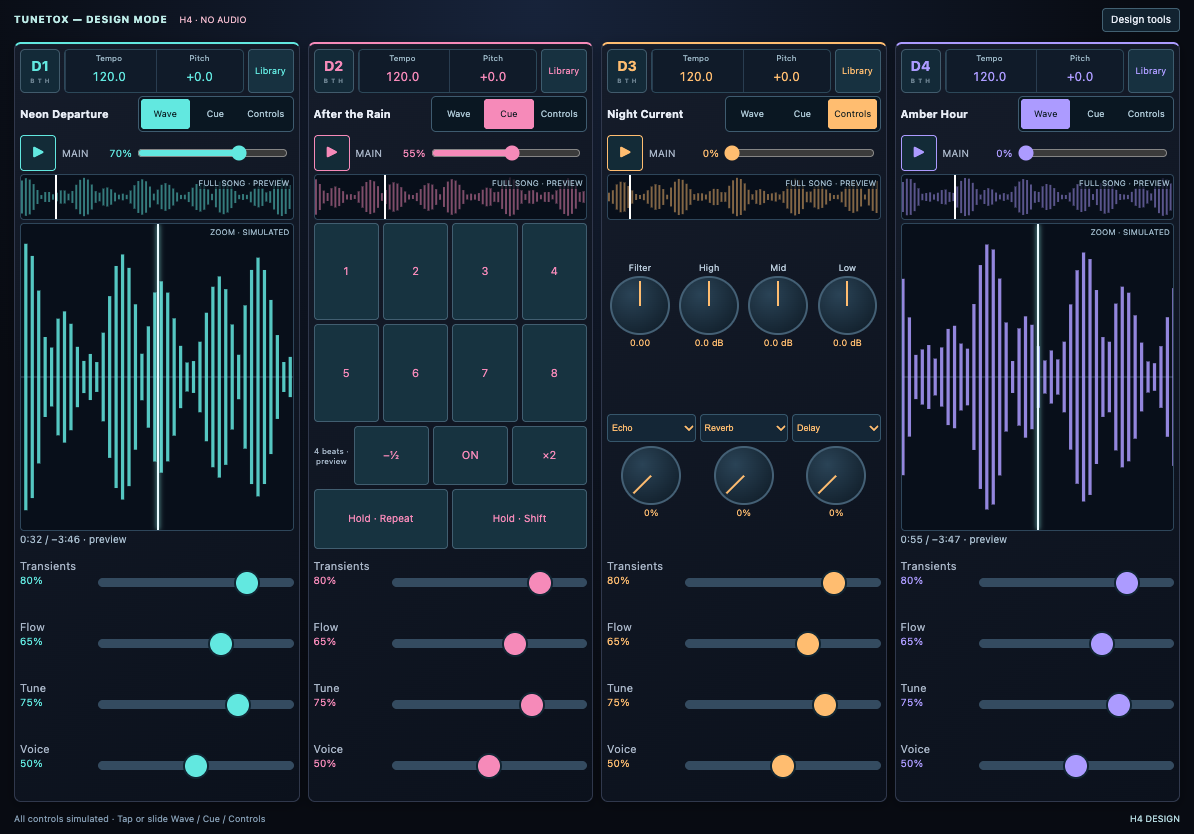 TUNETOX — DESIGN MODE H4 · NO AUDIO
Design tools
D1
B T H
Tempo
120.0
Pitch
+0.0
Library
Neon Departure
Wave Cue Controls
MAIN 70%
FULL SONG · PREVIEW
ZOOM · SIMULATED
0:32 / −3:46 · preview
Transients
80%
Flow
65%
Tune
75%
Voice
50%
D2
B T H
Tempo
120.0
Pitch
+0.0
Library
After the Rain
Wave Cue Controls
MAIN 55%
FULL SONG · PREVIEW
1 2 3 4
5 6 7 8
4 beats ·
preview
−½ ON ×2
Hold · Repeat Hold · Shift
Transients
80%
Flow
65%
Tune
75%
Voice
50%
D3
B T H
Tempo
120.0
Pitch
+0.0
Library
Night Current
Wave Cue Controls
MAIN 0%
FULL SONG · PREVIEW
Filter High Mid Low
0.00 0.0 dB 0.0 dB 0.0 dB
Echo Reverb Delay
0% 0% 0%
Transients
80%
Flow
65%
Tune
75%
Voice
50%
D4
B T H
Tempo
120.0
Pitch
+0.0
Library
Amber Hour
Wave Cue Controls
MAIN 0%
FULL SONG · PREVIEW
ZOOM · SIMULATED
0:55 / −3:47 · preview
Transients
80%
Flow
65%
Tune
75%
Voice
50%
All controls simulated · Tap or slide Wave / Cue / Controls
H4 DESIGN